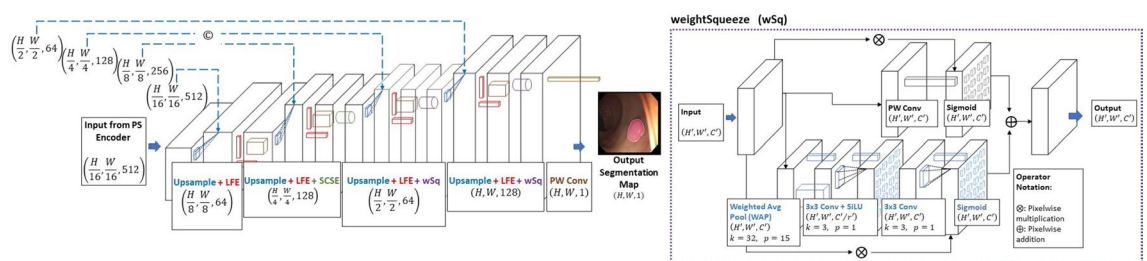 weightSqueeze (wSq)
(H/2, W/2, 64)
(H/4, W/4, 128)
(H/8, W/8, 256)
(H/16, W/16, 512)
©
Input from PS
Encoder
(H/16, W/16, 512)
Upsample + LFE
(H/8, W/8, 64)
Upsample + LFE + SCSE
(H/4, W/4, 128)
Upsample + LFE + wSq
(H/2, W/2, 64)
Upsample + LFE + wSq
(H, W, 128)
PW Conv
(H, W, 1)
Output
Segmentation
Map
(H, W, 1)
Input
(H', W', C')
PW Conv
(H', W', C')
Sigmoid
(H', W', C')
Output
(H', W', C')
⊗
⊕
Weighted Avg
Pool (WAP)
(H', W', C')
k = 32, p = 15
3x3 Conv + SiLU
(H', W', C'/r')
k = 3, p = 1
3x3 Conv
(H', W', C')
k = 3, p = 1
Sigmoid
(H', W', C')
⊗
Operator
Notation:
⊗: Pixelwise
multiplication
⊕: Pixelwise
addition